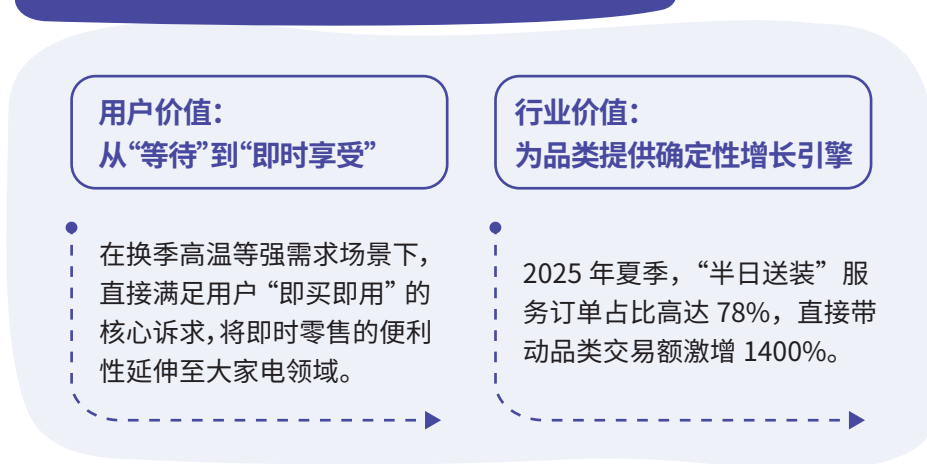 用户价值：
从“等待”到“即时享受”
在换季高温等强需求场景下，
直接满足用户“即买即用”的
核心诉求，将即时零售的便利
性延伸至大家电领域。
行业价值：
为品类提供确定性增长引擎
2025 年夏季，“半日送装”服
务订单占比高达 78%，直接带
动品类交易额激增 1400%。